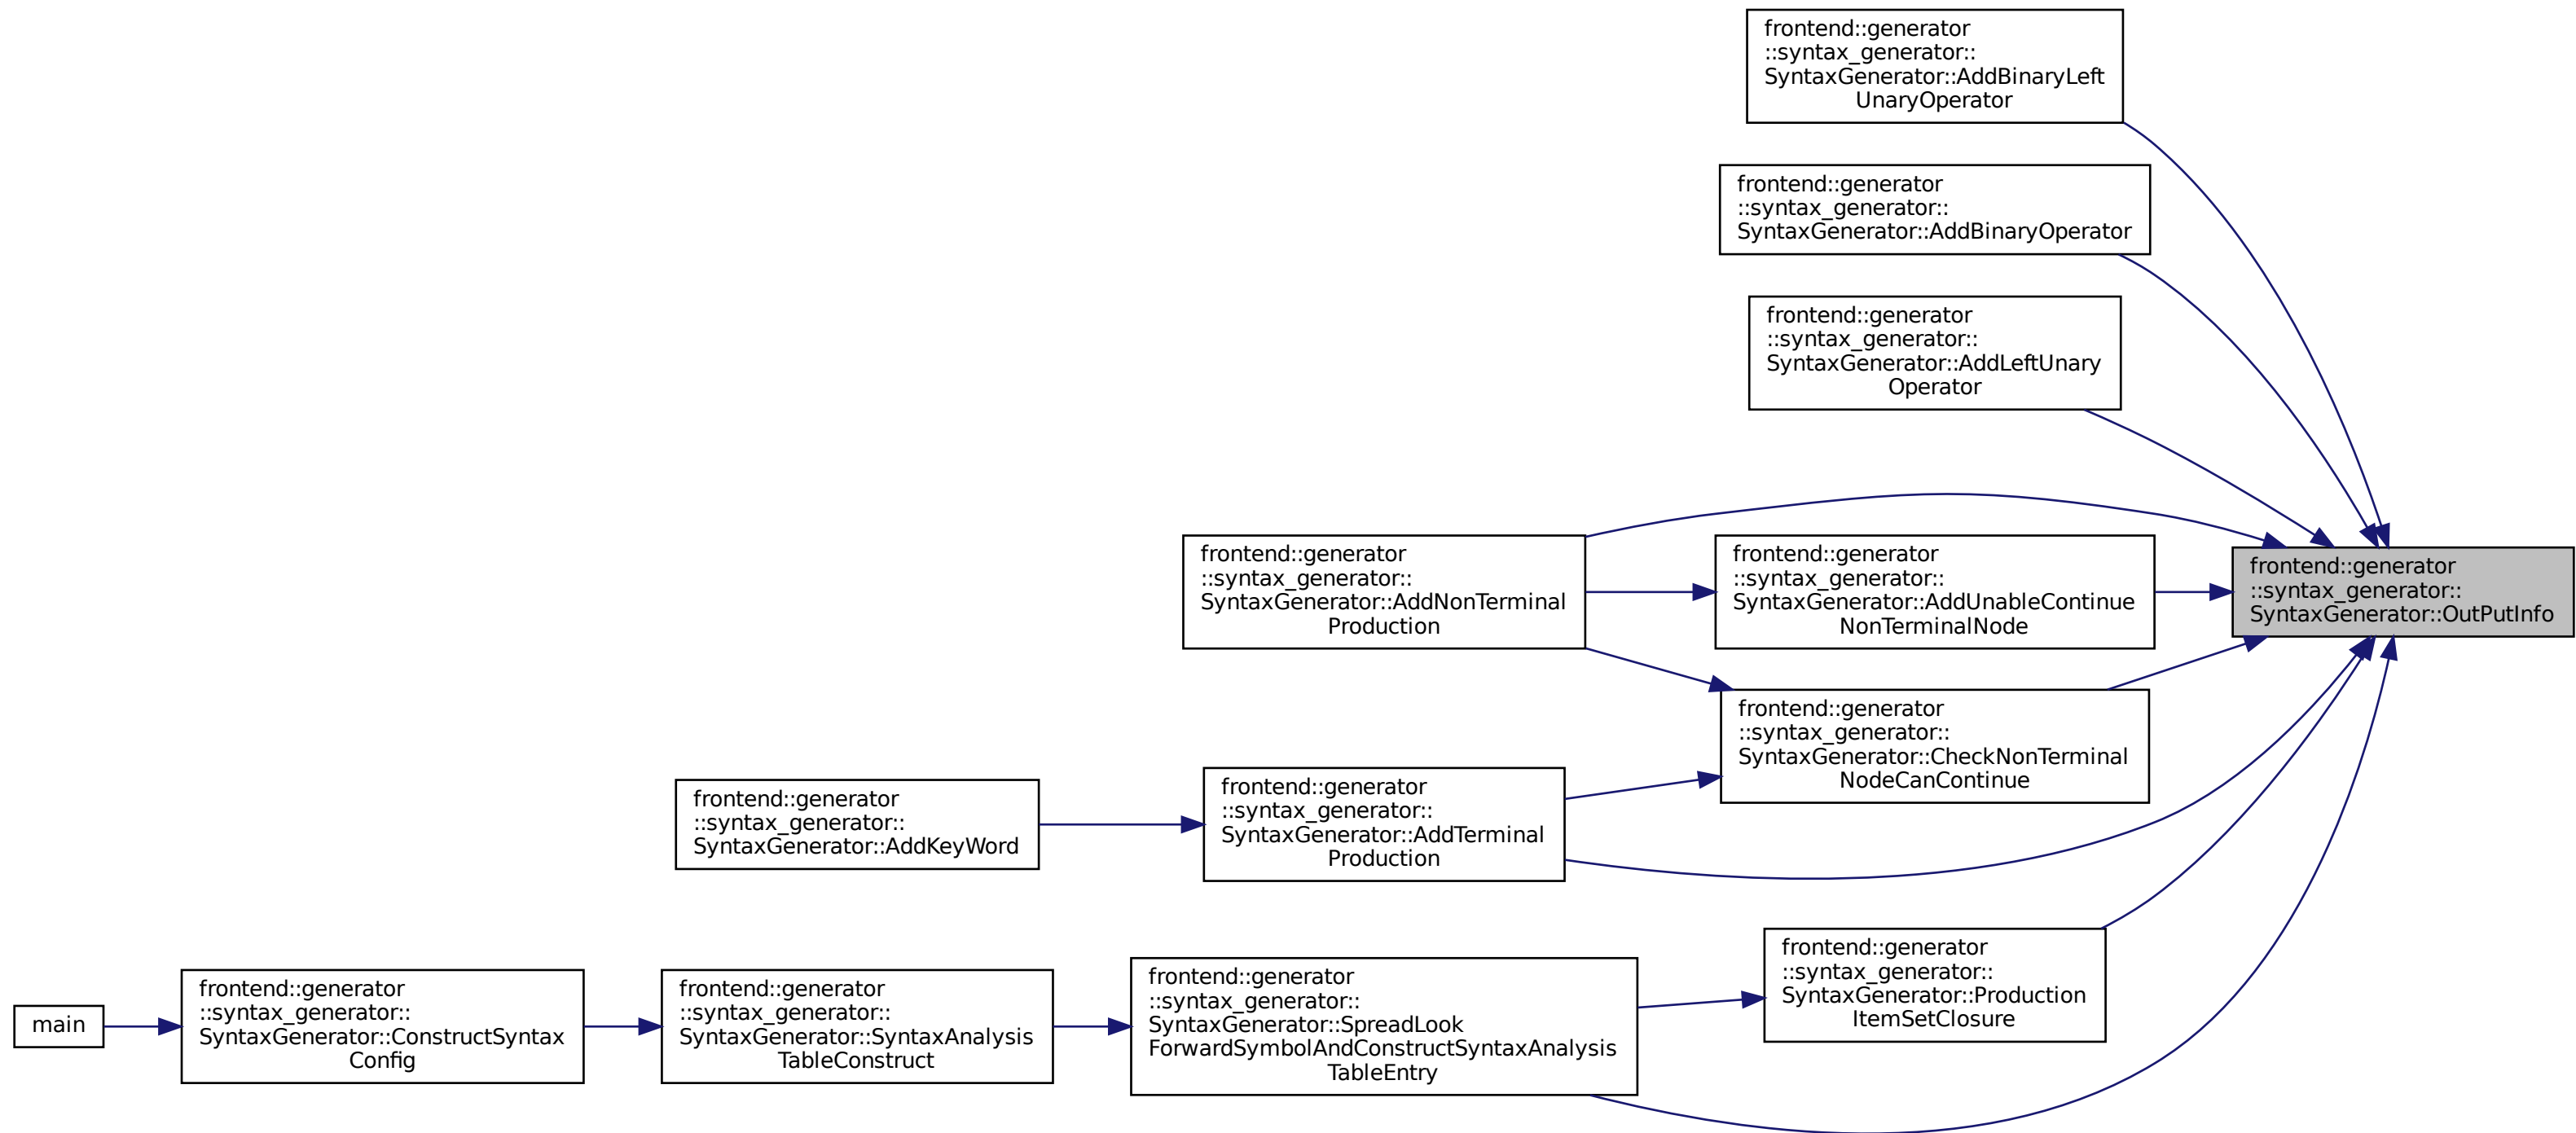 frontend::generator
::syntax_generator::
SyntaxGenerator::AddBinaryLeft
UnaryOperator
frontend::generator
::syntax_generator::
SyntaxGenerator::AddBinaryOperator
frontend::generator
::syntax_generator::
SyntaxGenerator::AddLeftUnary
Operator
frontend::generator
::syntax_generator::
SyntaxGenerator::AddNonTerminal
Production
frontend::generator
::syntax_generator::
SyntaxGenerator::AddUnableContinue
NonTerminalNode
frontend::generator
::syntax_generator::
SyntaxGenerator::OutPutInfo
frontend::generator
::syntax_generator::
SyntaxGenerator::CheckNonTerminal
NodeCanContinue
frontend::generator
::syntax_generator::
SyntaxGenerator::AddKeyWord
frontend::generator
::syntax_generator::
SyntaxGenerator::AddTerminal
Production
frontend::generator
::syntax_generator::
SyntaxGenerator::Production
ItemSetClosure
main
frontend::generator
::syntax_generator::
SyntaxGenerator::ConstructSyntax
Config
frontend::generator
::syntax_generator::
SyntaxGenerator::SyntaxAnalysis
TableConstruct
frontend::generator
::syntax_generator::
SyntaxGenerator::SpreadLook
ForwardSymbolAndConstructSyntaxAnalysis
TableEntry